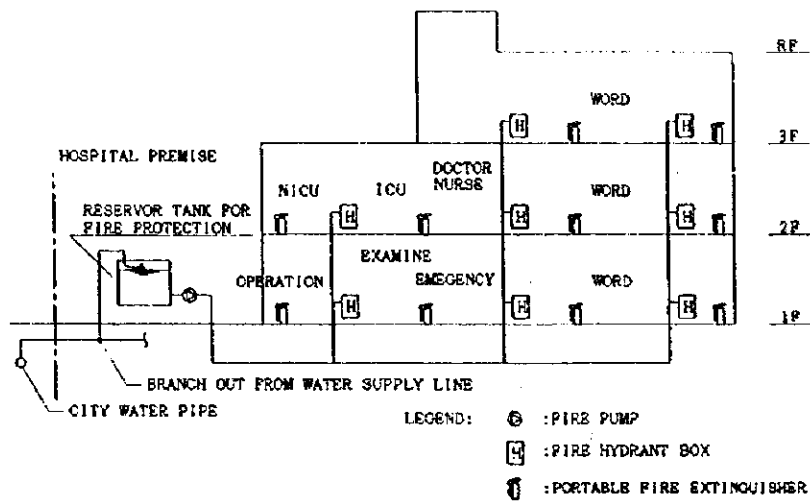 RF
WORD
H
H
3F
HOSPITAL PREMISE
DOCTOR
NURSE
NICU
ICU
WORD
RESERVOR TANK FOR
FIRE PROTECTION
H
H
H
2F
EXAMINE
OPERATION
EMEGENCY
WORD
H
H
H
1F
BRANCH OUT FROM WATER SUPPLY LINE
CITY WATER PIPE
LEGEND:
:FIRE PUMP
H :FIRE HYDRANT BOX
:PORTABLE FIRE EXTINGUISHER